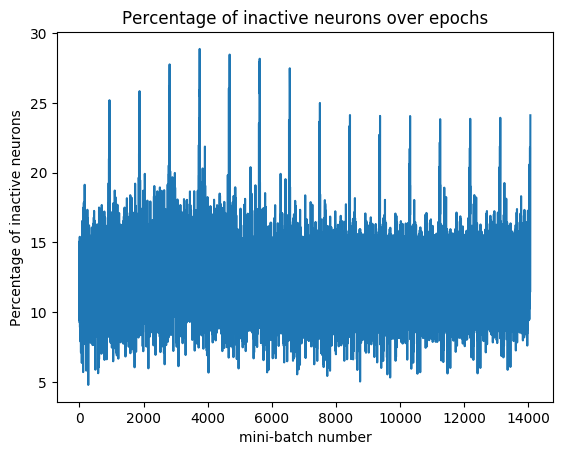 Percentage of inactive neurons over epochs
30
25
20
15
10
5
Percentage of inactive neurons
0 2000 4000 6000 8000 10000 12000 14000
mini-batch number